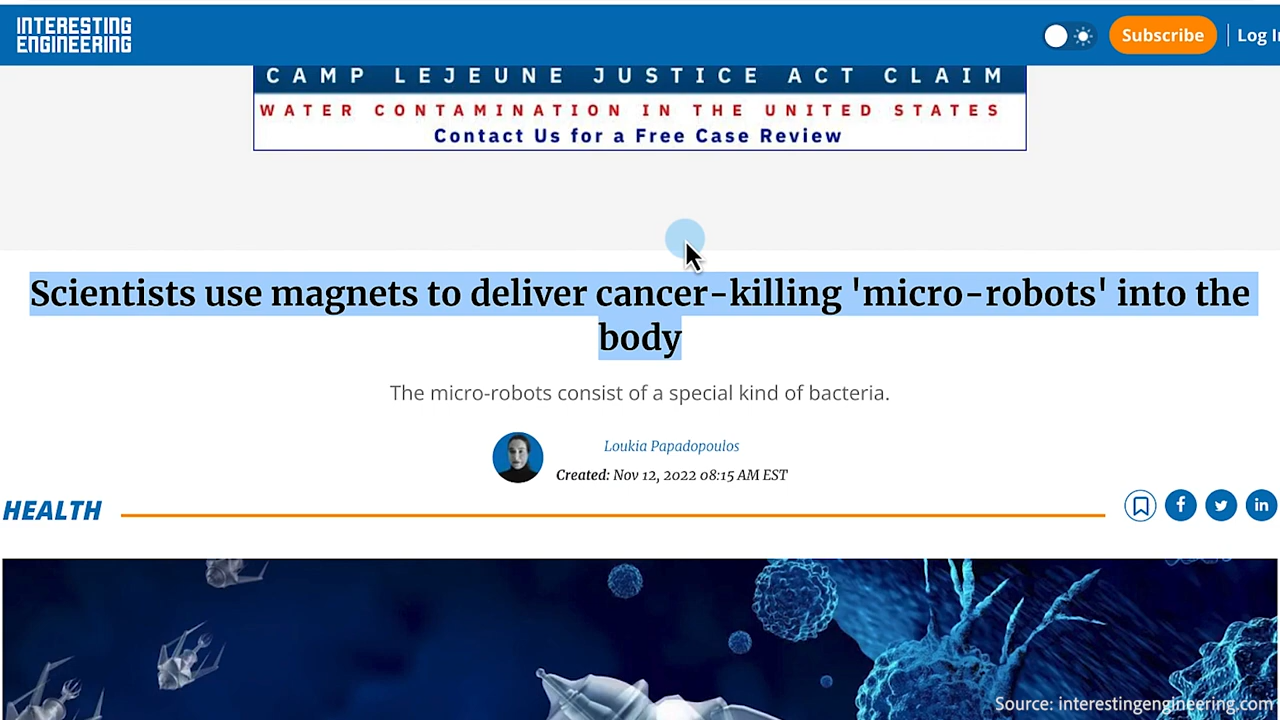 INTERESTING
ENGINEERING
Subscribe
Log
CAMP LEJEUNE JUSTICE ACT CLAIM
WATER CONTAMINATION IN THE UNITED STATES
Contact Us for a Free Case Review
Scientists use magnets to deliver cancer-killing 'micro-robots' into the
body
The micro-robots consist of a special kind of bacteria.
Loukia Papadopoulos
Created: Nov 12, 2022 08:15 AM EST
HEALTH
Source: interestingengineering.com